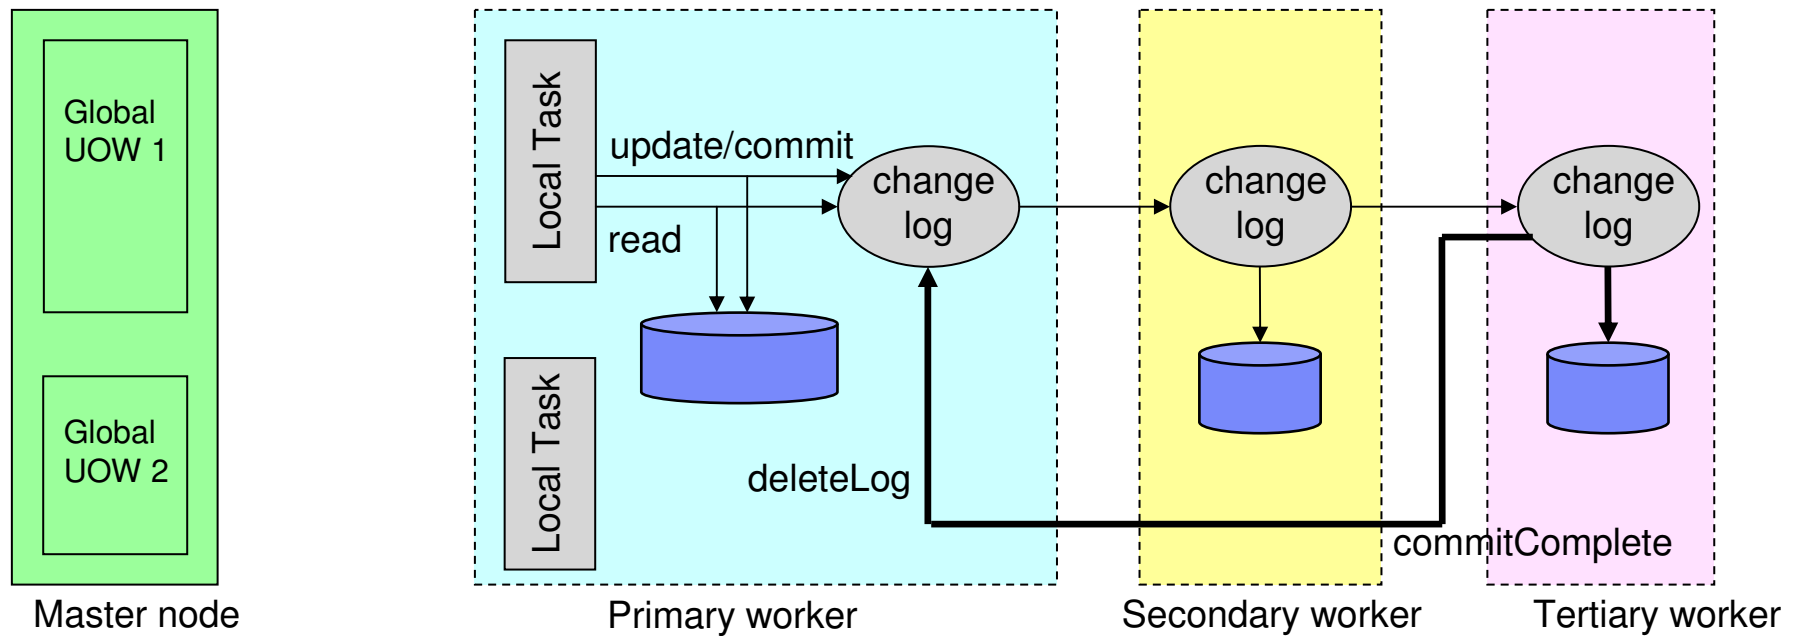 Global
UOW 1
Global
UOW 2
Master node
Local Task
update/commit
read
change
log
Local Task
deleteLog
Primary worker
change
log
Secondary worker
change
log
commitComplete
Tertiary worker